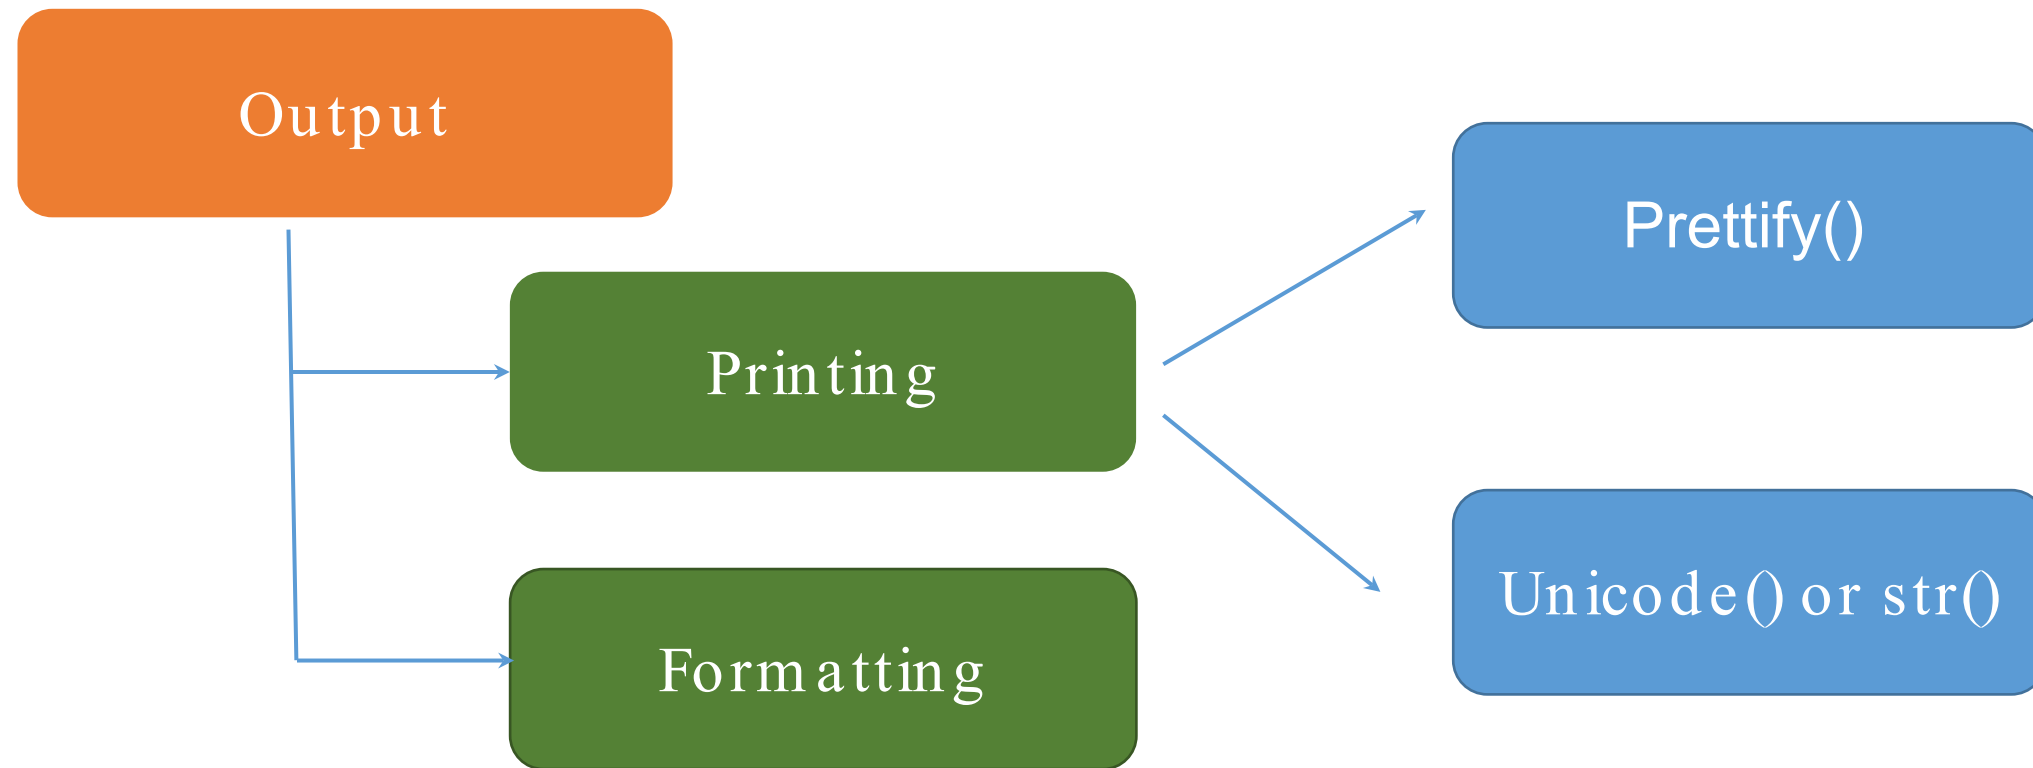 Output
Prettify()
Printing
Unicode() or str()
Formatting